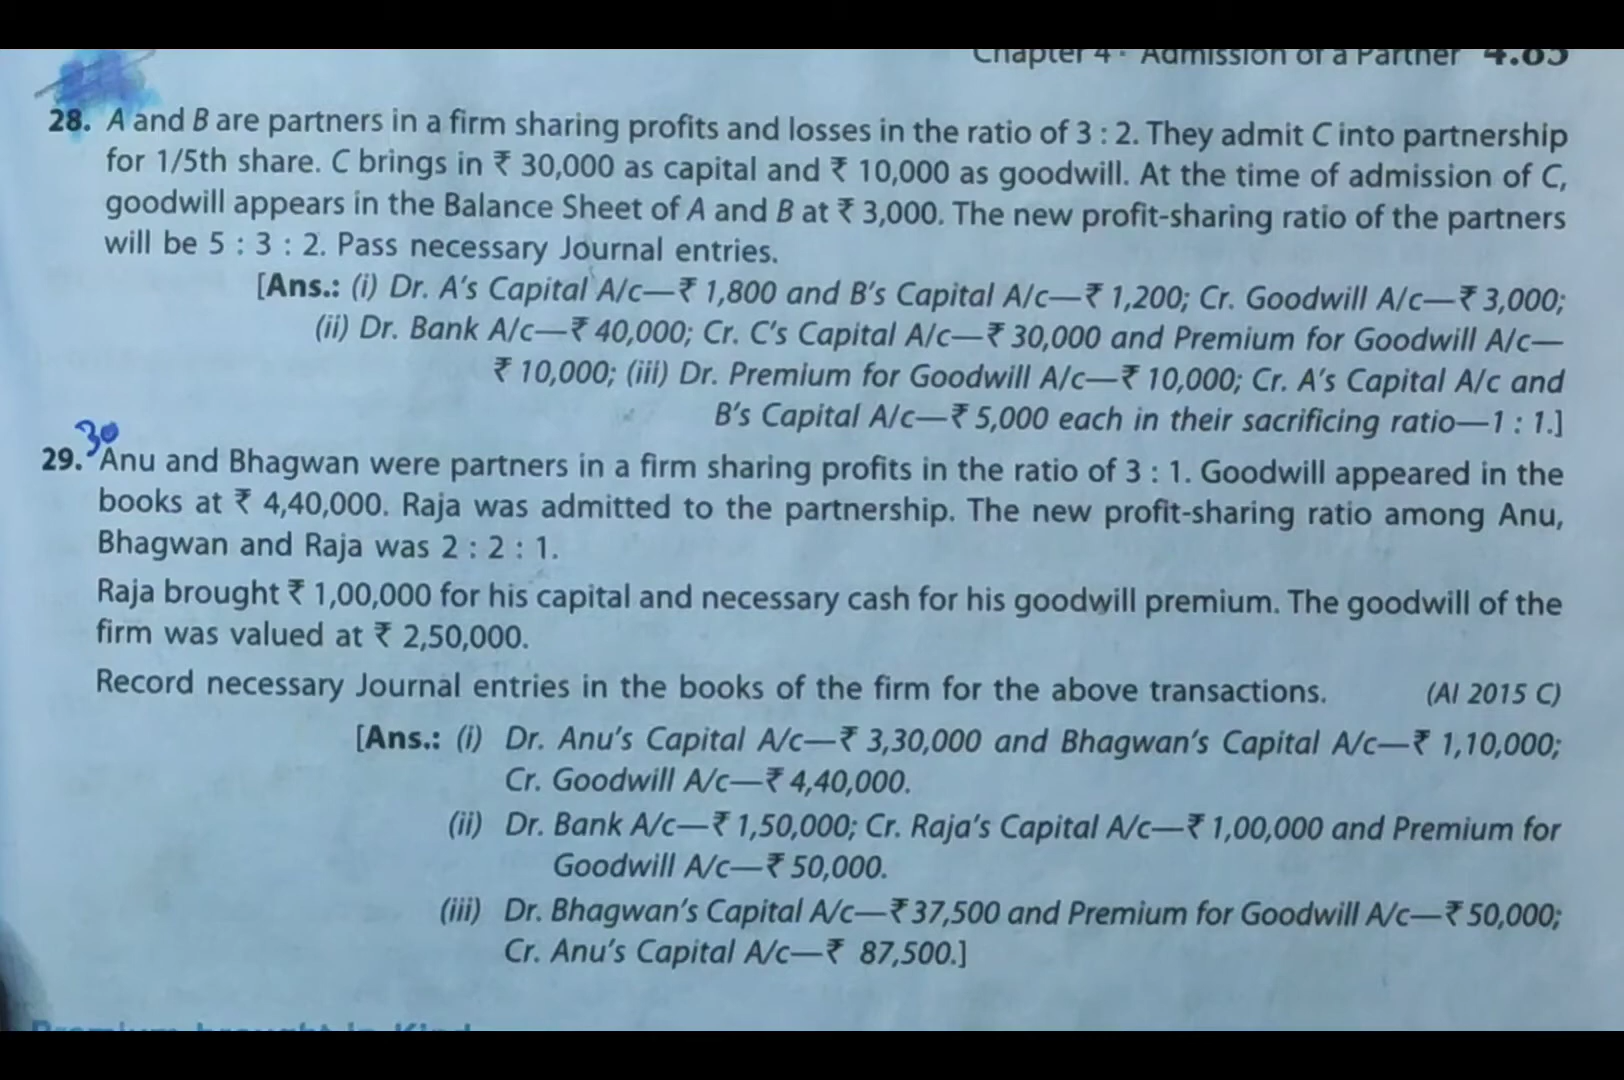 Chapter 4 · Admission of a Partner 4.85
28. A and B are partners in a firm sharing profits and losses in the ratio of 3 : 2. They admit C into partnership
for 1/5th share. C brings in ₹ 30,000 as capital and ₹ 10,000 as goodwill. At the time of admission of C,
goodwill appears in the Balance Sheet of A and B at ₹ 3,000. The new profit-sharing ratio of the partners
will be 5 : 3 : 2. Pass necessary Journal entries.
[Ans.: (i) Dr. A's Capital A/c—₹ 1,800 and B's Capital A/c—₹ 1,200; Cr. Goodwill A/c—₹ 3,000;
(ii) Dr. Bank A/c—₹ 40,000; Cr. C's Capital A/c—₹ 30,000 and Premium for Goodwill A/c—
₹ 10,000; (iii) Dr. Premium for Goodwill A/c—₹ 10,000; Cr. A's Capital A/c and
B's Capital A/c—₹ 5,000 each in their sacrificing ratio—1 : 1.]
30
29. Anu and Bhagwan were partners in a firm sharing profits in the ratio of 3 : 1. Goodwill appeared in the
books at ₹ 4,40,000. Raja was admitted to the partnership. The new profit-sharing ratio among Anu,
Bhagwan and Raja was 2 : 2 : 1.
Raja brought ₹ 1,00,000 for his capital and necessary cash for his goodwill premium. The goodwill of the
firm was valued at ₹ 2,50,000.
Record necessary Journal entries in the books of the firm for the above transactions. (AI 2015 C)
[Ans.: (i) Dr. Anu's Capital A/c—₹ 3,30,000 and Bhagwan's Capital A/c—₹ 1,10,000;
Cr. Goodwill A/c—₹ 4,40,000.
(ii) Dr. Bank A/c—₹ 1,50,000; Cr. Raja's Capital A/c—₹ 1,00,000 and Premium for
Goodwill A/c—₹ 50,000.
(iii) Dr. Bhagwan's Capital A/c—₹ 37,500 and Premium for Goodwill A/c—₹ 50,000;
Cr. Anu's Capital A/c—₹ 87,500.]
Premium brought in Kind